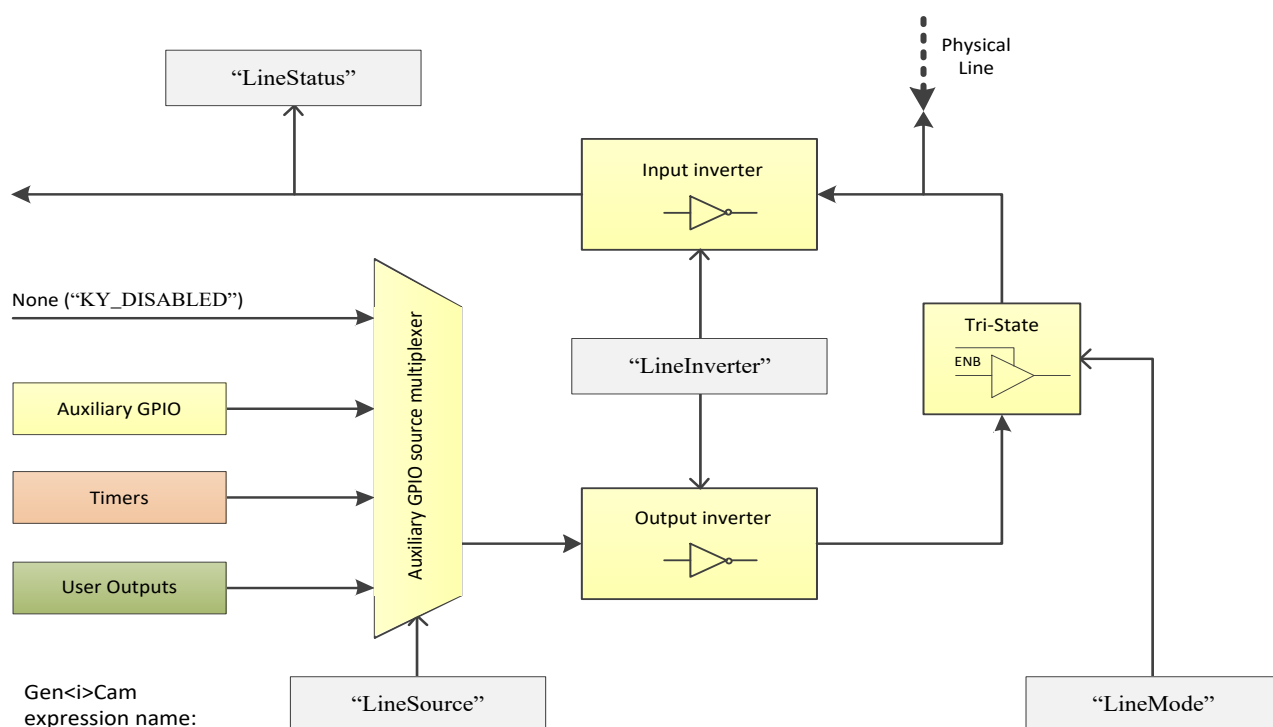 Physical
Line
“LineStatus”
Input inverter
None (“KY_DISABLED”)
Auxiliary GPIO source multiplexer
Tri-State
ENB
“LineInverter”
Auxiliary GPIO
Timers
Output inverter
User Outputs
Gen<i>Cam
expression name:
“LineSource”
“LineMode”